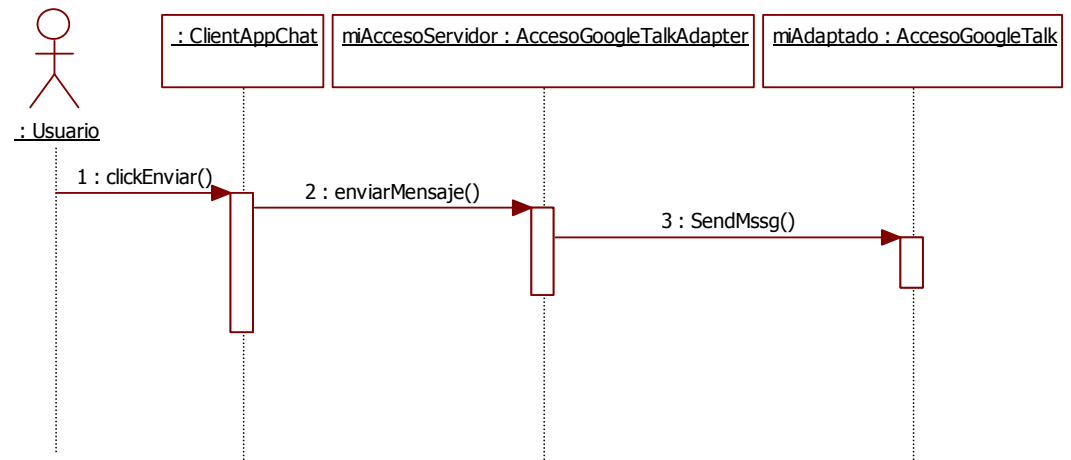 : ClientAppChat
miAccesoServidor : AccesoGoogleTalkAdapter
miAdaptado : AccesoGoogleTalk
: Usuario
1 : clickEnviar()
2 : enviarMensaje()
3 : SendMssg()